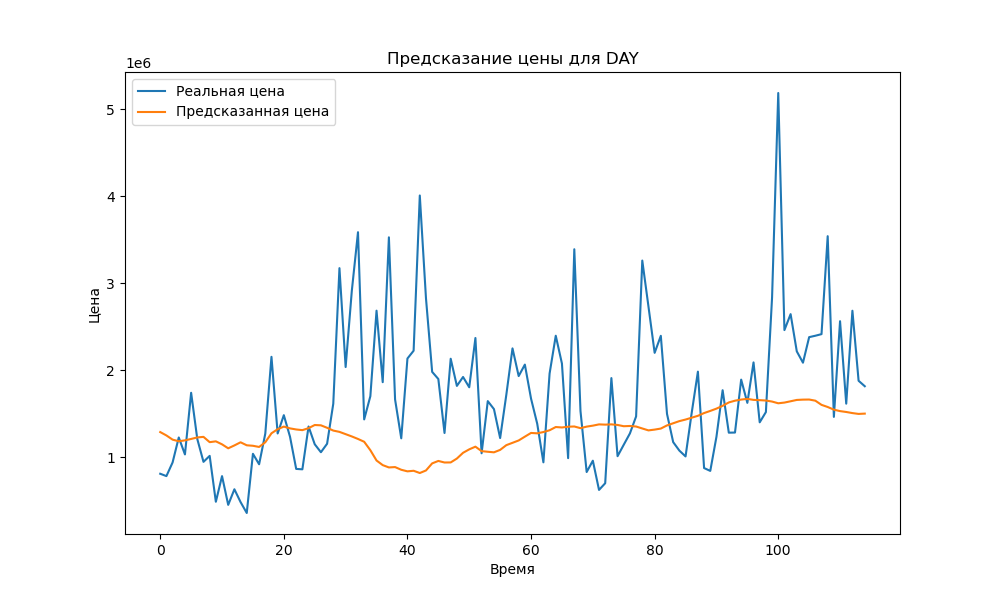 Предсказание цены для DAY
1e6
Реальная цена
Предсказанная цена
5
4
3
2
1
Цена
0 20 40 60 80 100
Время